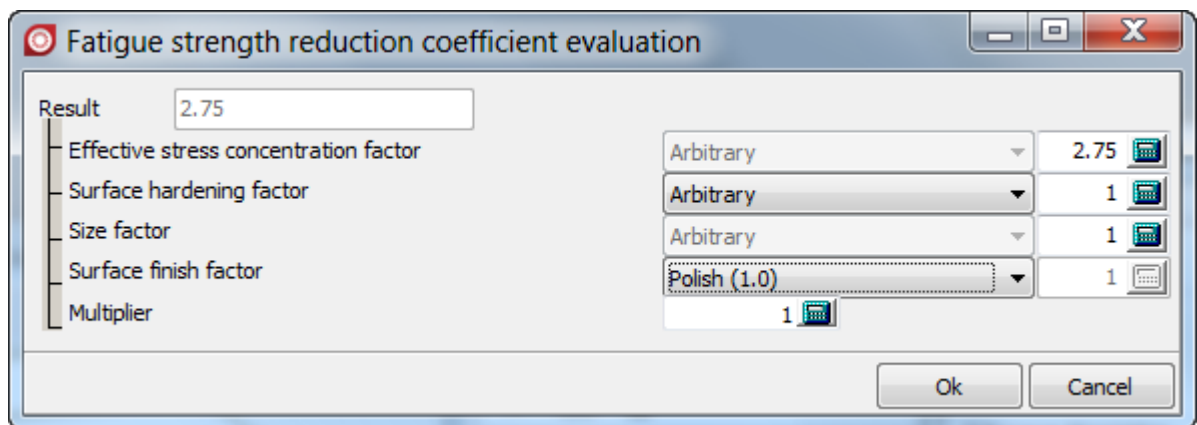 Fatigue strength reduction coefficient evaluation
Result 2.75
Effective stress concentration factor Arbitrary 2.75
Surface hardening factor Arbitrary 1
Size factor Arbitrary 1
Surface finish factor Polish (1.0) 1
Multiplier 1
Ok Cancel